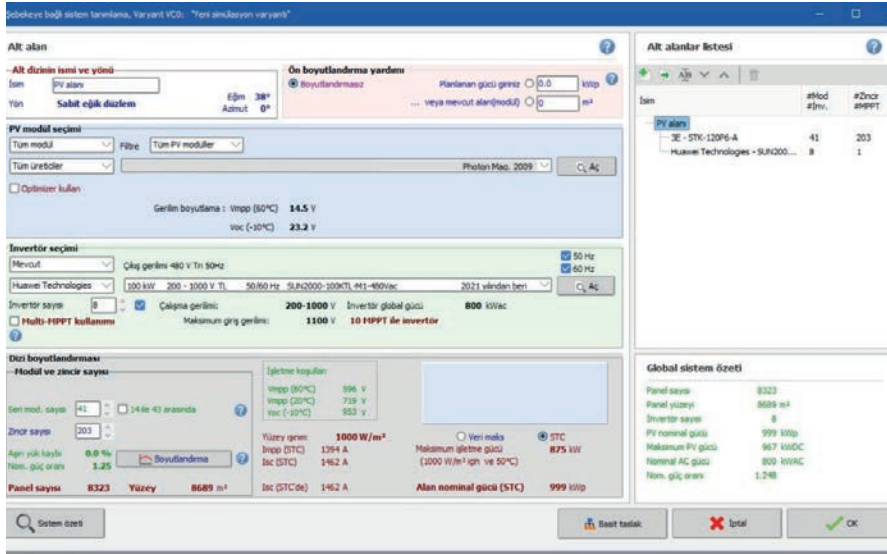 Şebekeye bağlı sistem tanımlama, Varyant VC0: "Yeni simülasyon varyantı"
Alt alan
Alt dizinin ismi ve yönü
İsim PV alanı
Yön Sabit eğik düzlem Eğim 38° Azimut 0°
Ön boyutlandırma yardımı
Boyutlandırmasız Planlanan gücü giriniz 0.0 kWp
... veya mevcut alan(modül) 0 m²
PV modül seçimi
Tüm modül Filtre Tüm PV moduller
Tüm üreticiler Photon Mag. 2009 Aç
Optimizer kullan
Gerilim boyutlama : Vmpp (60°C) 14.5 V
Voc (-10°C) 23.2 V
İnvertör seçimi
Mevcut Çıkış gerilimi 480 V Tri 50Hz 50 Hz
60 Hz
Huawei Technologies 100 kW 200 - 1000 V TL 50/60 Hz SUN2000-100KTL-M1-480Vac 2021 yılından beri Aç
İnvertör sayısı 8 Çalışma gerilimi: 200-1000 V İnvertör global gücü 800 kWac
Multi-MPPT kullanımı Maksimum giriş gerilimi: 1100 V 10 MPPT ile invertör
Dizi boyutlandırması
Modül ve zincir sayısı
Seri mod. sayısı 41 14 ile 43 arasında
Zincir sayısı 203
Aşırı yük kaybı 0.0 %
Nom. güç oranı 1.25 Boyutlandırma
Panel sayısı 8323 Yüzey 8689 m²
İşletme koşulları
Vmpp (60°C) 596 V
Vmpp (20°C) 719 V
Voc (-10°C) 953 V
Yüzey ışınım 1000 W/m² Veri maks STC
Impp (STC) 1394 A Maksimum işletme gücü 875 kW
Isc (STC) 1462 A (1000 W/m² için ve 50°C)
Isc (STC'de) 1462 A Alan nominal gücü (STC) 999 kWp
Alt alanlar listesi
İsim #Mod #Zincir
#İnv. #MPPT
PV alanı
3E - STK-120P6-A 41 203
Huawei Technologies - SUN200... 8 1
Global sistem özeti
Panel sayısı 8323
Panel yüzeyi 8689 m²
İnvertör sayısı 8
PV nominal gücü 999 kWp
Maksimum PV gücü 967 kWDC
Nominal AC gücü 800 kWAC
Nom. güç oranı 1.248
Sistem özeti Basit taslak İptal OK